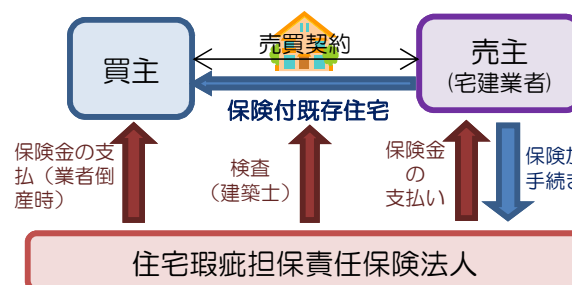 売買契約
買主
売主
(宅建業者)
保険付既存住宅
保険金の支
払（業者倒
産時）
検査
（建築士）
保険金
の
支払い
保険加
手続き
住宅瑕疵担保責任保険法人